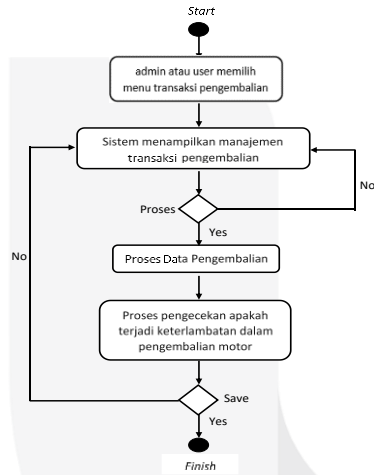 Start
admin atau user memilih
menu transaksi pengembalian
Sistem menampilkan manajemen
transaksi pengembalian
No
Proses
Yes
No
Proses Data Pengembalian
Proses pengecekan apakah
terjadi keterlambatan dalam
pengembalian motor
Save
Yes
Finish